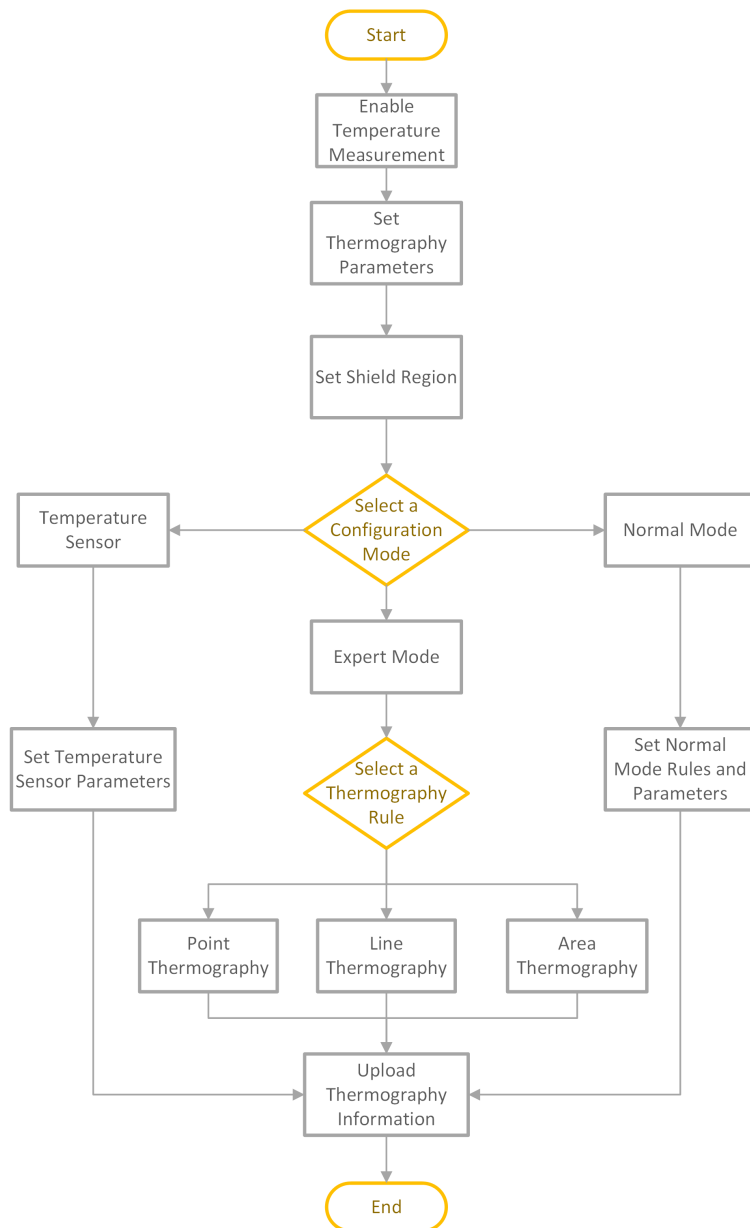 Start
Enable
Temperature
Measurement
Set
Thermography
Parameters
Set Shield Region
Select a
Configuration
Mode
Temperature
Sensor
Normal Mode
Expert Mode
Set Temperature
Sensor Parameters
Select a
Thermography
Rule
Set Normal
Mode Rules and
Parameters
Point
Thermography
Line
Thermography
Area
Thermography
Upload
Thermography
Information
End